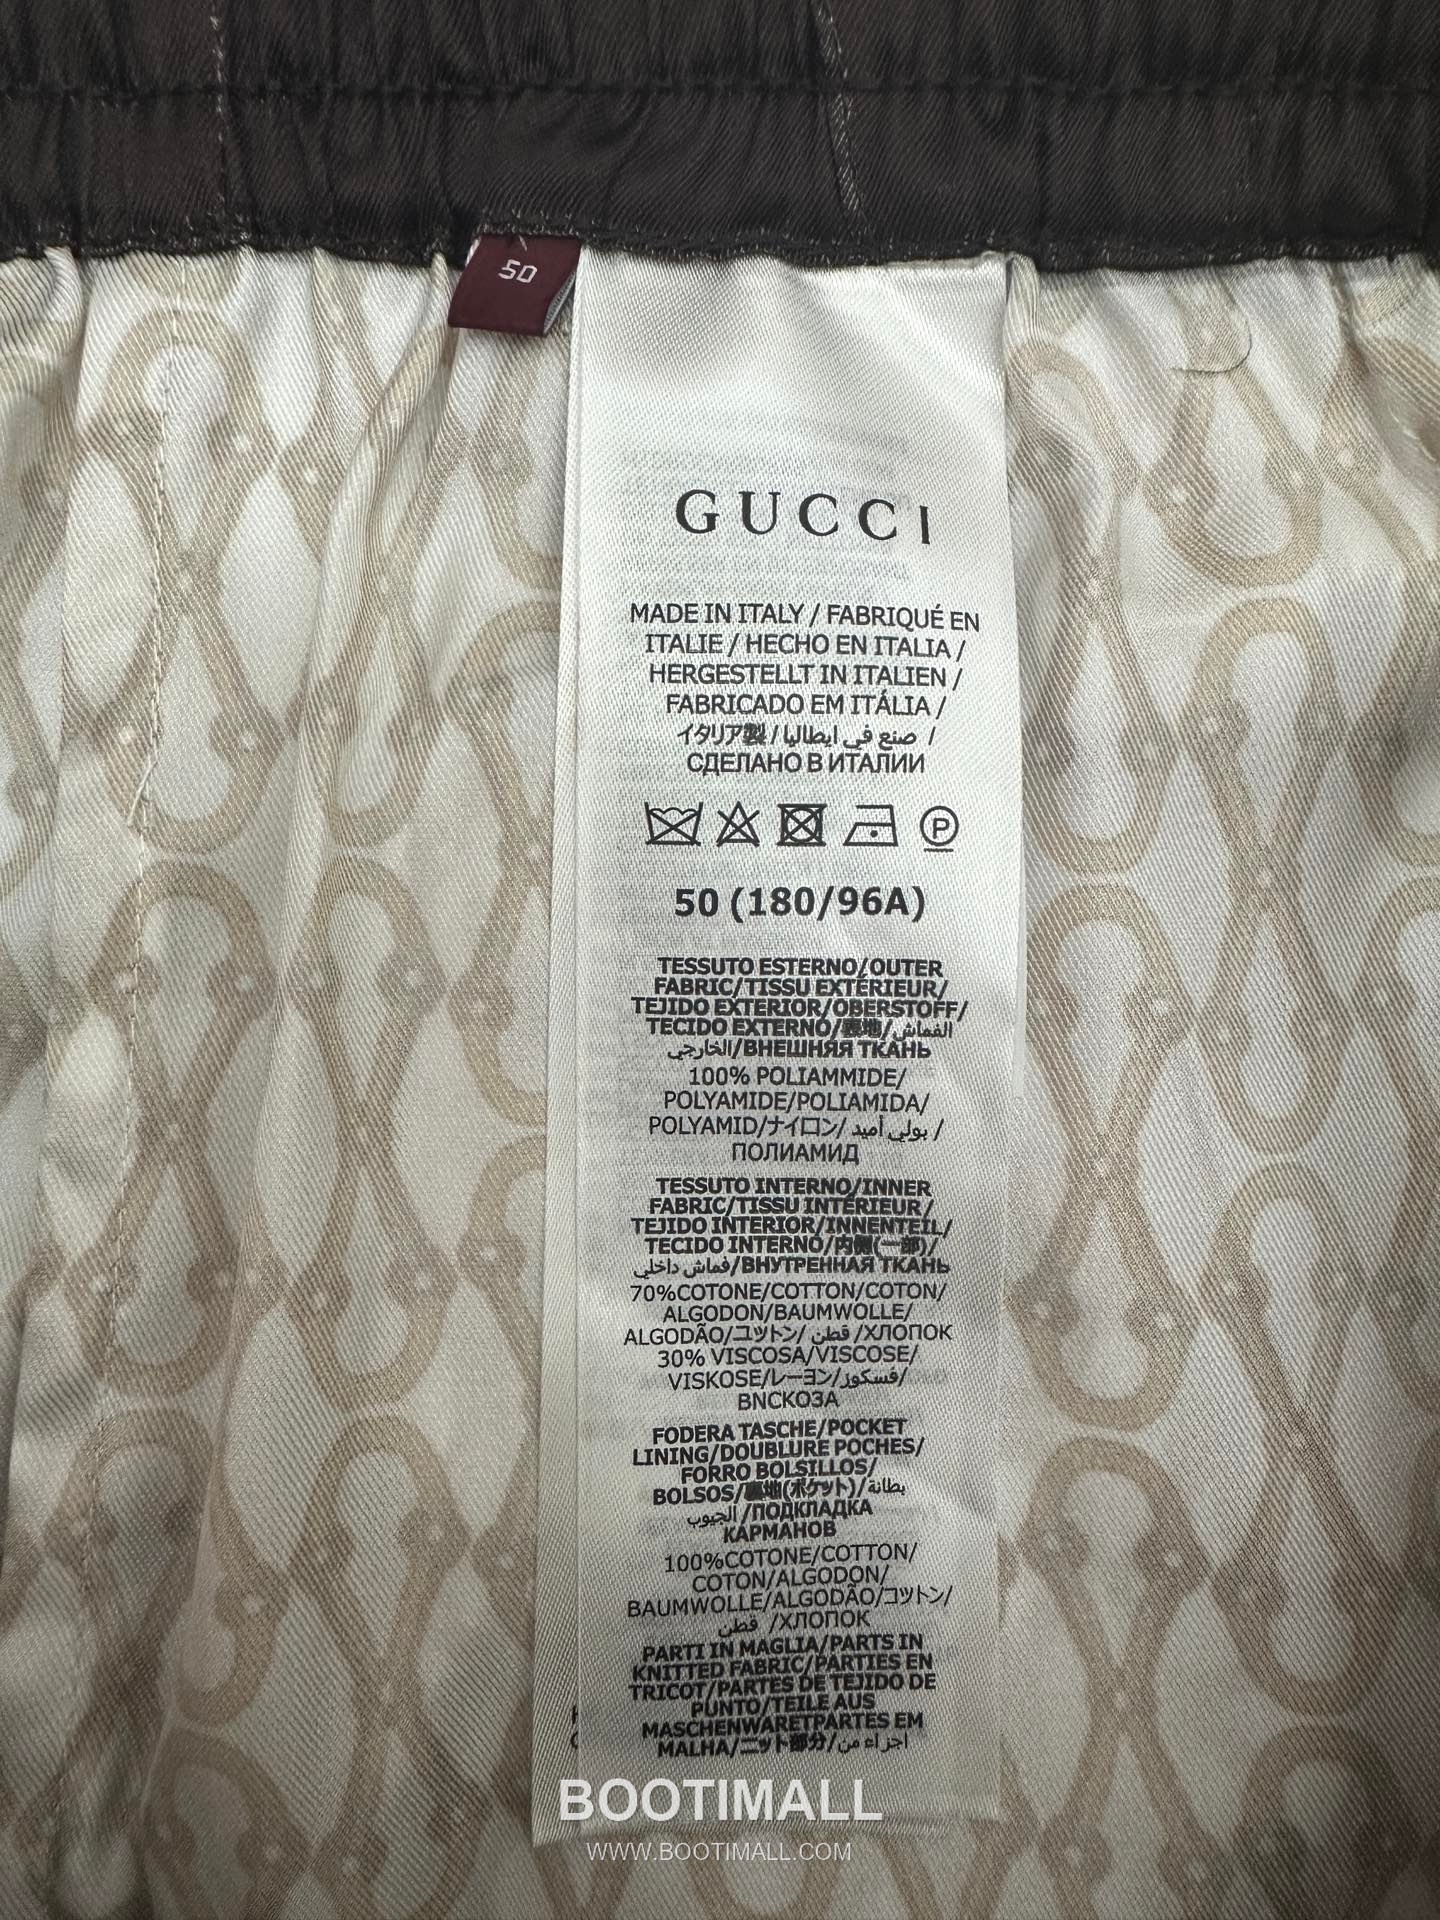 50
GUCCI
MADE IN ITALY / FABRIQUÉ EN
ITALIE / HECHO EN ITALIA /
HERGESTELLT IN ITALIEN /
FABRICADO EM ITÁLIA /
イタリア製 / صنع في ايطاليا /
СДЕЛАНО В ИТАЛИИ
P
50 (180/96A)
TESSUTO ESTERNO/OUTER
FABRIC/TISSU EXTÉRIEUR/
TEJIDO EXTERIOR/OBERSTOFF/
TECIDO EXTERNO/表地/القماش
الخارجي/ВНЕШНЯЯ ТКАНЬ
100% POLIAMMIDE/
POLYAMIDE/POLIAMIDA/
POLYAMID/ナイロン/ بولي أميد /
ПОЛИАМИД
TESSUTO INTERNO/INNER
FABRIC/TISSU INTÉRIEUR/
TEJIDO INTERIOR/INNENTEIL/
TECIDO INTERNO/内側(一部)/
قماش داخلي/ВНУТРЕННАЯ ТКАНЬ
70%COTONE/COTTON/COTON/
ALGODON/BAUMWOLLE/
ALGODÃO/コットン/ قطن /ХЛОПОК
30% VISCOSA/VISCOSE/
VISKOSE/レーヨン/فسكوز/
BNCKO3A
FODERA TASCHE/POCKET
LINING/DOUBLURE POCHES/
FORRO BOLSILLOS/
BOLSOS/裏地(ポケット)/بطانة
الجيوب /ПОДКЛАДКА
КАРМАНОВ
100%COTONE/COTTON/
COTON/ALGODON/
BAUMWOLLE/ALGODÃO/コットン/
قطن /ХЛОПОК
PARTI IN MAGLIA/PARTS IN
KNITTED FABRIC/PARTIES EN
TRICOT/PARTES DE TEJIDO DE
PUNTO/TEILE AUS
MASCHENWARETPARTES EM
MALHA/ニット部分/اجزاء من
BOOTIMALL
WWW.BOOTIMALL.COM